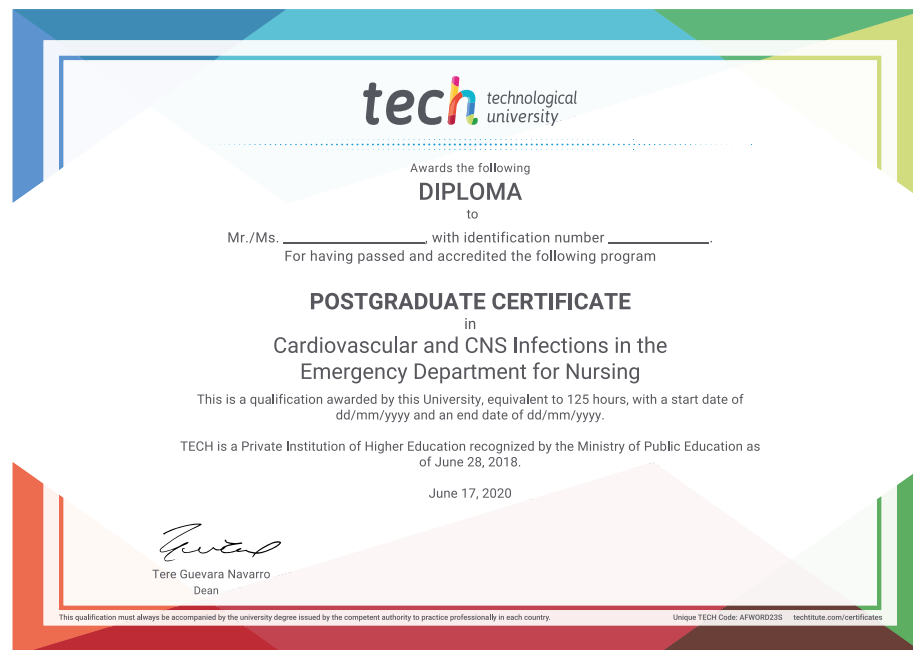 tech technological
university
Awards the following
DIPLOMA
to
Mr./Ms. ____________, with identification number ____________.
For having passed and accredited the following program
POSTGRADUATE CERTIFICATE
in
Cardiovascular and CNS Infections in the
Emergency Department for Nursing
This is a qualification awarded by this University, equivalent to 125 hours, with a start date of
dd/mm/yyyy and an end date of dd/mm/yyyy.
TECH is a Private Institution of Higher Education recognized by the Ministry of Public Education as
of June 28, 2018.
June 17, 2020
Tere Guevara Navarro
Dean
This qualification must always be accompanied by the university degree issued by the competent authority to practice professionally in each country. Unique TECH Code: AFWORD23S techtitute.com/certificates